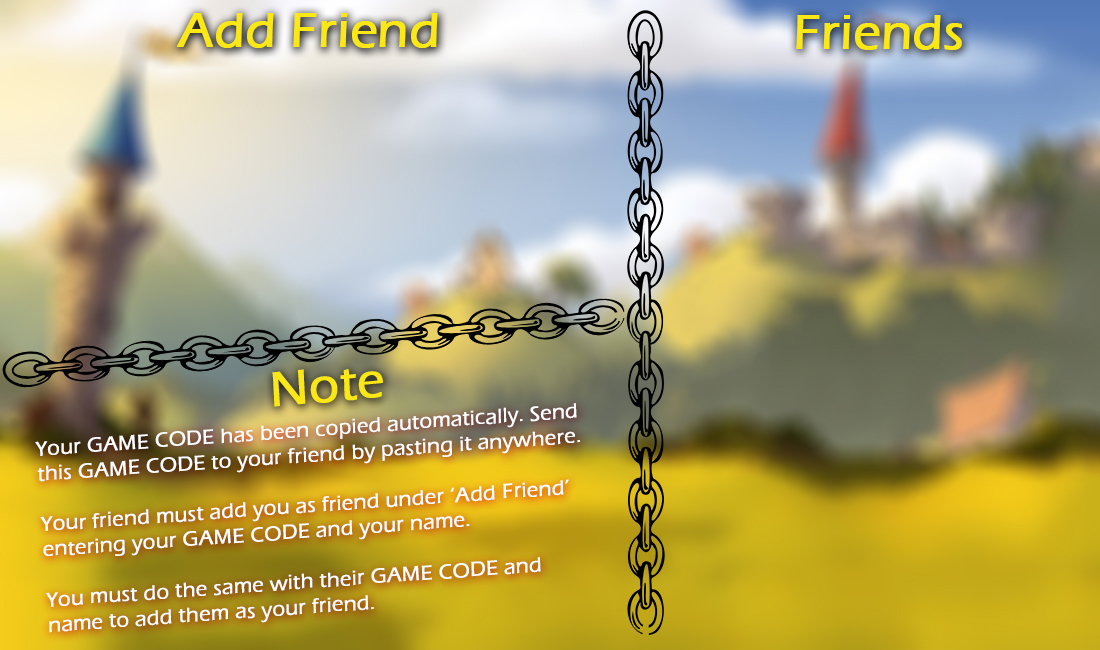 Add Friend
Friends
Note
Your GAME CODE has been copied automatically. Send
this GAME CODE to your friend by pasting it anywhere.
Your friend must add you as friend under ‘Add Friend’
entering your GAME CODE and your name.
You must do the same with their GAME CODE and
name to add them as your friend.